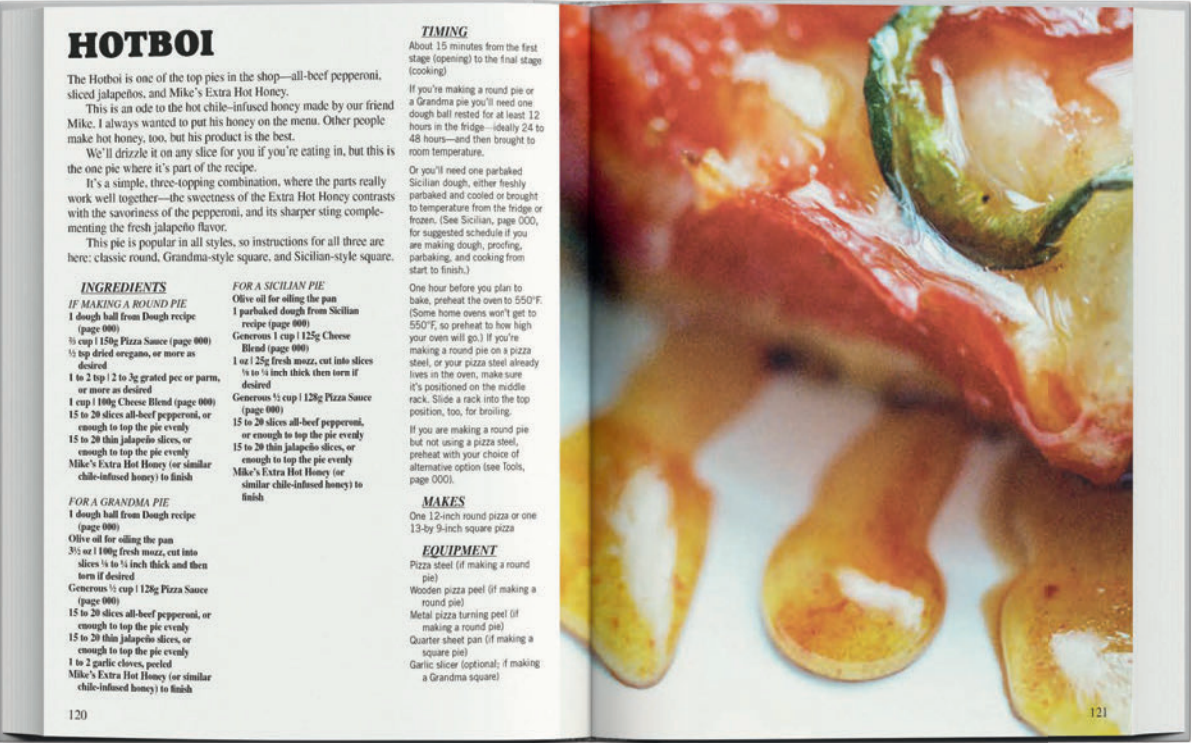 HOTBOI
The Hotboi is one of the top pies in the shop—all-beef pepperoni,
sliced jalapeños, and Mike's Extra Hot Honey.
This is an ode to the hot chile–infused honey made by our friend
Mike. I always wanted to put his honey on the menu. Other people
make hot honey, too, but his product is the best.
We'll drizzle it on any slice for you if you're eating in, but this is
the one pie where it's part of the recipe.
It's a simple, three-topping combination, where the parts really
work well together—the sweetness of the Extra Hot Honey contrasts
with the savoriness of the pepperoni, and its sharper sting comple-
menting the fresh jalapeño flavor.
This pie is popular in all styles, so instructions for all three are
here: classic round, Grandma-style square, and Sicilian-style square.
INGREDIENTS
IF MAKING A ROUND PIE
1 dough ball from Dough recipe
(page 000)
⅔ cup | 150g Pizza Sauce (page 000)
½ tsp dried oregano, or more as
desired
1 to 2 tsp | 2 to 3g grated pec or parm,
or more as desired
1 cup | 100g Cheese Blend (page 000)
15 to 20 slices all-beef pepperoni, or
enough to top the pie evenly
15 to 20 thin jalapeño slices, or
enough to top the pie evenly
Mike's Extra Hot Honey (or similar
chile-infused honey) to finish
FOR A GRANDMA PIE
1 dough ball from Dough recipe
(page 000)
Olive oil for oiling the pan
3½ oz | 100g fresh mozz, cut into
slices ⅛ to ¼ inch thick and then
torn if desired
Generous ½ cup | 128g Pizza Sauce
(page 000)
15 to 20 slices all-beef pepperoni, or
enough to top the pie evenly
15 to 20 thin jalapeño slices, or
enough to top the pie evenly
1 to 2 garlic cloves, peeled
Mike's Extra Hot Honey (or similar
chile-infused honey) to finish
FOR A SICILIAN PIE
Olive oil for oiling the pan
1 parbaked dough from Sicilian
recipe (page 000)
Generous 1 cup | 125g Cheese
Blend (page 000)
1 oz | 25g fresh mozz, cut into slices
⅛ to ¼ inch thick then torn if
desired
Generous ½ cup | 128g Pizza Sauce
(page 000)
15 to 20 slices all-beef pepperoni,
or enough to top the pie evenly
15 to 20 thin jalapeño slices, or
enough to top the pie evenly
Mike's Extra Hot Honey (or
similar chile-infused honey) to
finish
TIMING
About 15 minutes from the first
stage (opening) to the final stage
(cooking)
If you're making a round pie or
a Grandma pie you'll need one
dough ball rested for at least 12
hours in the fridge—ideally 24 to
48 hours—and then brought to
room temperature.
Or you'll need one parbaked
Sicilian dough, either freshly
parbaked and cooled or brought
to temperature from the fridge or
frozen. (See Sicilian, page 000,
for suggested schedule if you
are making dough, proofing,
parbaking, and cooking from
start to finish.)
One hour before you plan to
bake, preheat the oven to 550°F.
(Some home ovens won't get to
550°F, so preheat to how high
your oven will go.) If you're
making a round pie on a pizza
steel, or your pizza steel already
lives in the oven, make sure
it's positioned on the middle
rack. Slide a rack into the top
position, too, for broiling.
If you are making a round pie
but not using a pizza steel,
preheat with your choice of
alternative option (see Tools,
page 000).
MAKES
One 12-inch round pizza or one
13-by 9-inch square pizza
EQUIPMENT
Pizza steel (if making a round
pie)
Wooden pizza peel (if making a
round pie)
Metal pizza turning peel (if
making a round pie)
Quarter sheet pan (if making a
square pie)
Garlic slicer (optional; if making
a Grandma square)
120
121